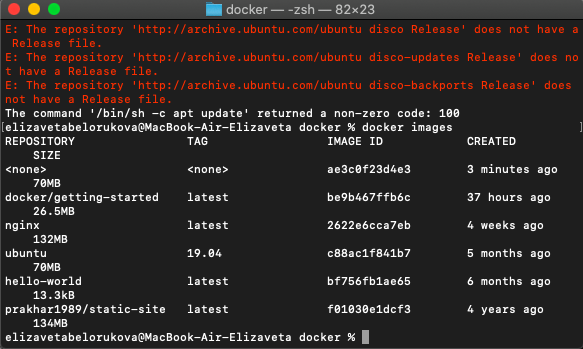 docker — -zsh — 82×23
E: The repository 'http://archive.ubuntu.com/ubuntu disco Release' does not have a
 Release file.
E: The repository 'http://archive.ubuntu.com/ubuntu disco-updates Release' does no
t have a Release file.
E: The repository 'http://archive.ubuntu.com/ubuntu disco-backports Release' does
not have a Release file.
The command '/bin/sh -c apt update' returned a non-zero code: 100
[elizavetabelorukova@MacBook-Air-Elizaveta docker % docker images ]
REPOSITORY TAG IMAGE ID CREATED
SIZE
<none> <none> ae3c0f23d4e3 3 minutes ago
70MB
docker/getting-started latest be9b467ffb6c 37 hours ago
26.5MB
nginx latest 2622e6cca7eb 4 weeks ago
132MB
ubuntu 19.04 c88ac1f841b7 5 months ago
70MB
hello-world latest bf756fb1ae65 6 months ago
13.3kB
prakhar1989/static-site latest f01030e1dcf3 4 years ago
134MB
elizavetabelorukova@MacBook-Air-Elizaveta docker %